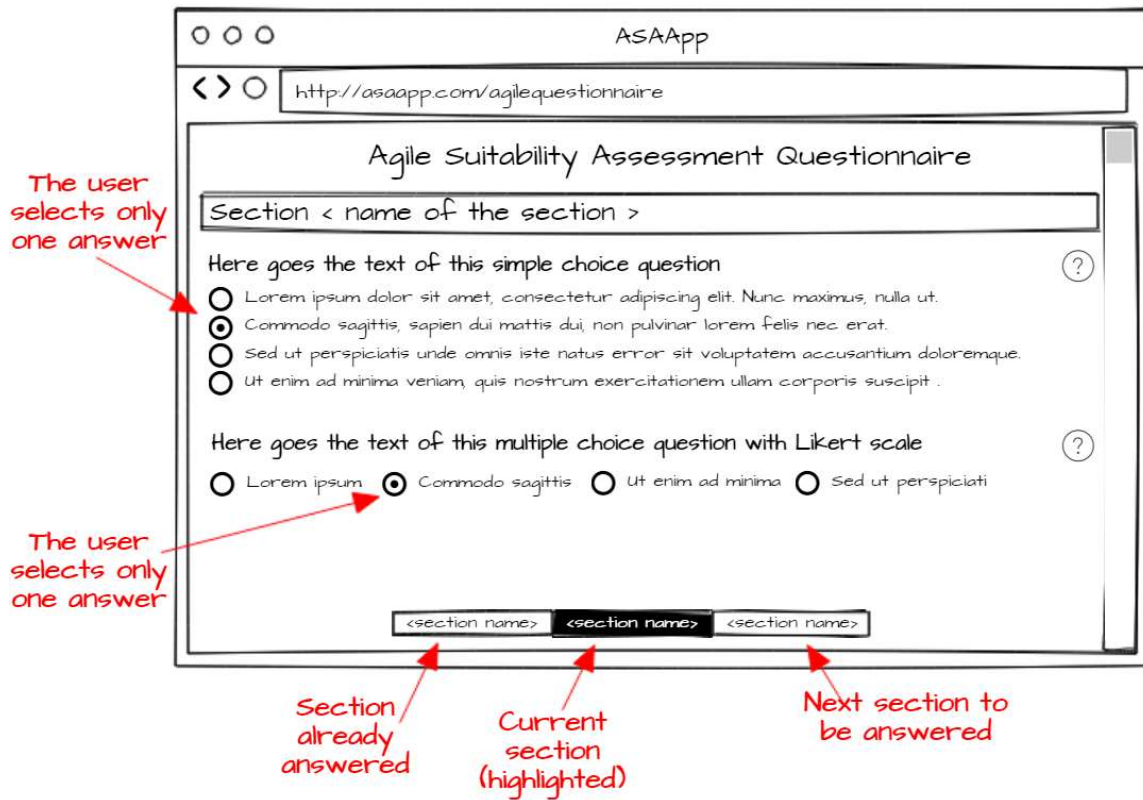 ASAApp
http://asaapp.com/agilequestionnaire
Agile Suitability Assessment Questionnaire
The user
selects only
one answer
Section < name of the section >
Here goes the text of this simple choice question
?
Lorem ipsum dolor sit amet, consectetur adipiscing elit. Nunc maximus, nulla ut.
Commodo sagittis, sapien dui mattis dui, non pulvinar lorem felis nec erat.
Sed ut perspiciatis unde omnis iste natus error sit voluptatem accusantium doloremque.
Ut enim ad minima veniam, quis nostrum exercitationem ullam corporis suscipit .
Here goes the text of this multiple choice question with Likert scale
?
Lorem ipsum Commodo sagittis Ut enim ad minima Sed ut perspiciati
The user
selects only
one answer
<section name> <section name> <section name>
Section
already
answered
Current
section
(highlighted)
Next section to
be answered